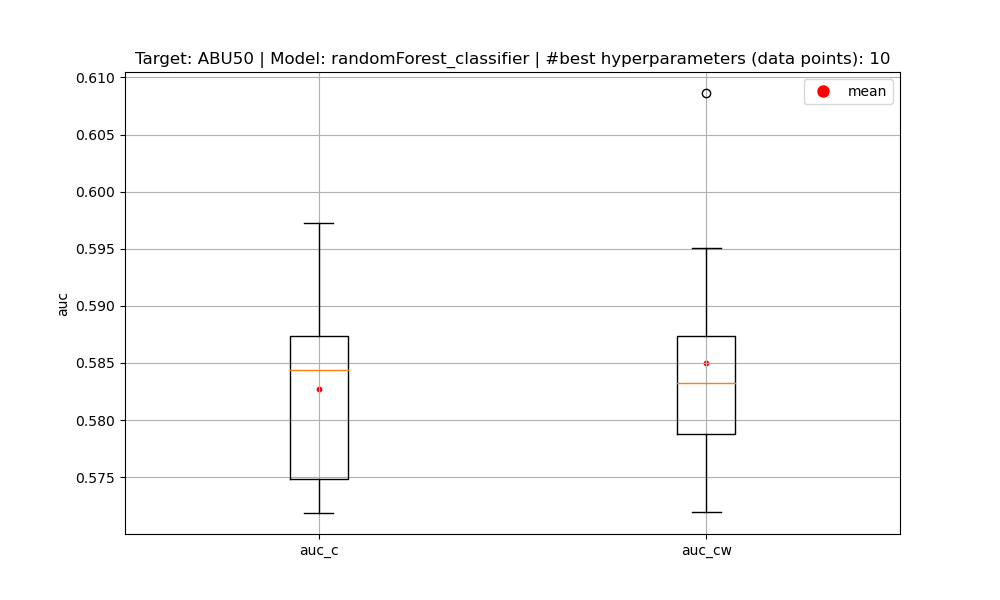 Target: ABU50 | Model: randomForest_classifier | #best hyperparameters (data points): 10
mean
auc
0.610
0.605
0.600
0.595
0.590
0.585
0.580
0.575
auc_c
auc_cw